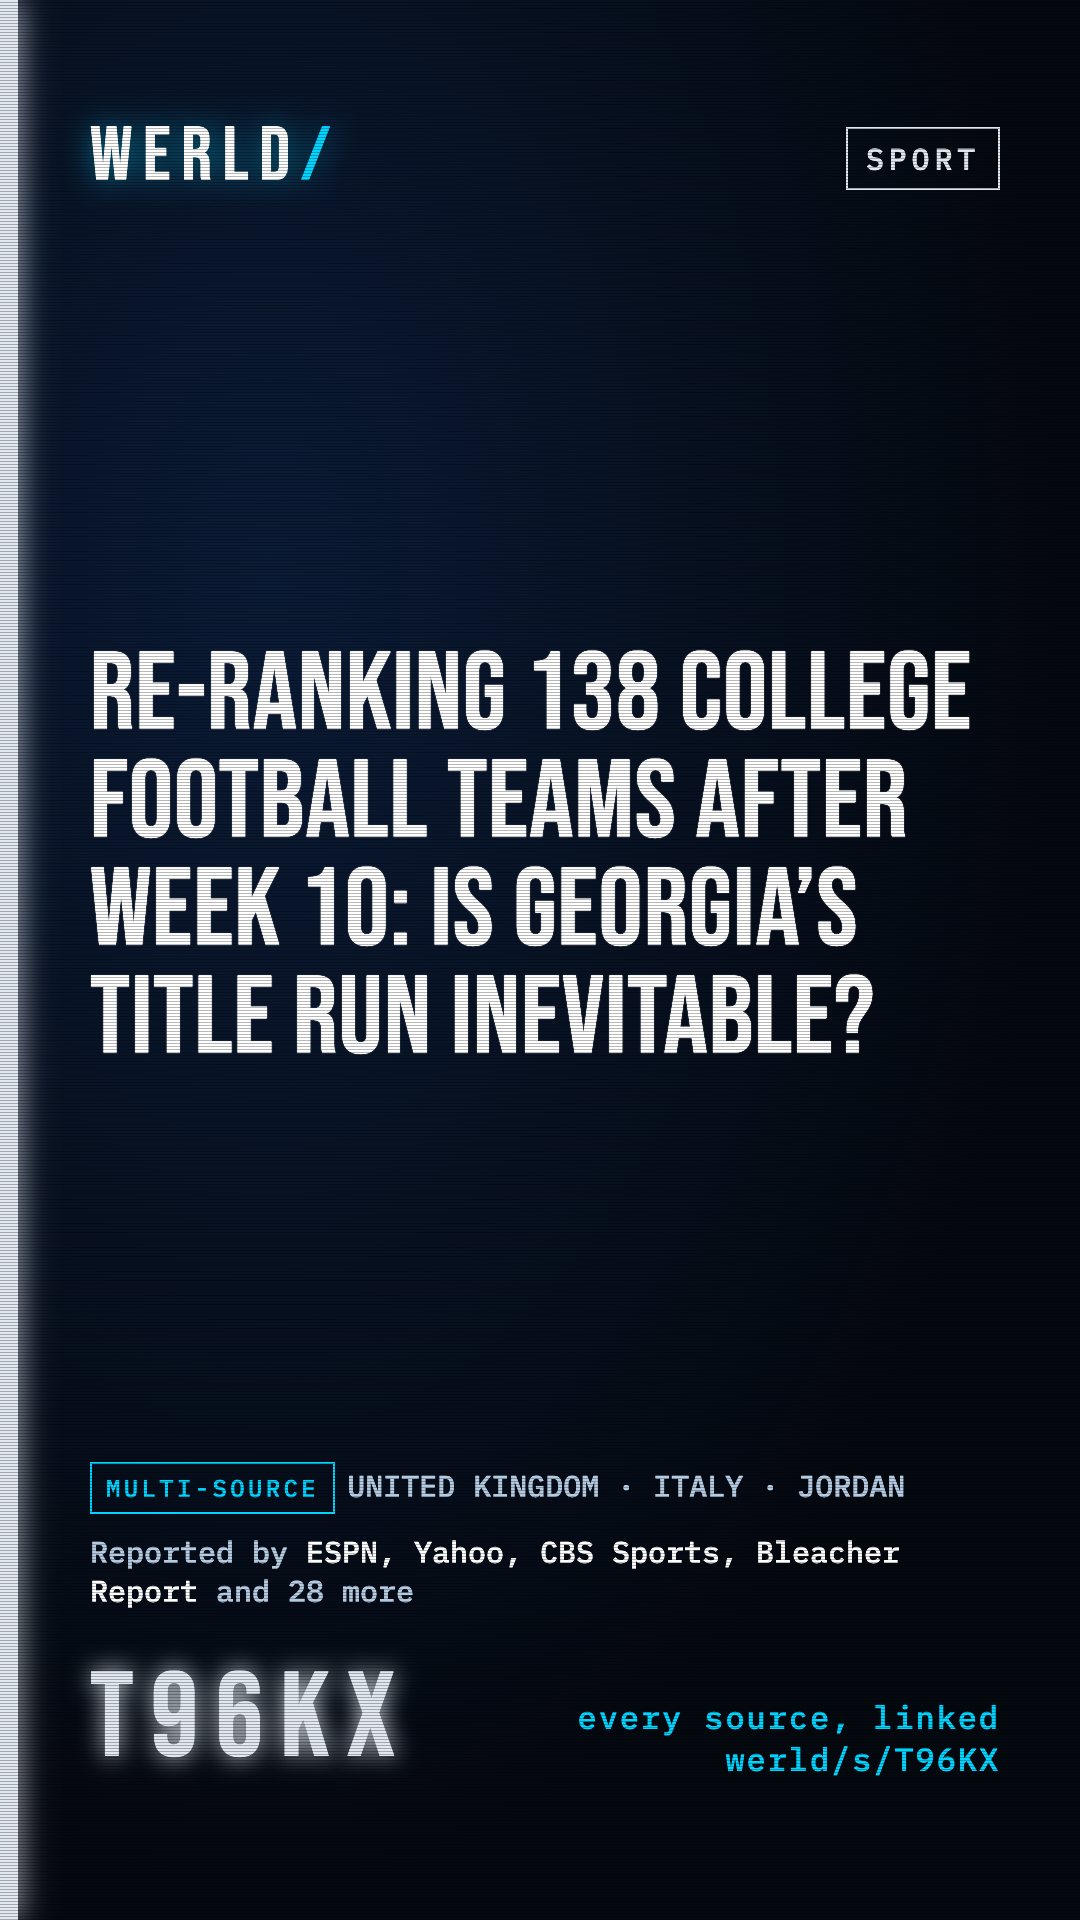 WERLD/
SPORT
RE-RANKING 138 COLLEGE
FOOTBALL TEAMS AFTER
WEEK 10: IS GEORGIA’S
TITLE RUN INEVITABLE?
MULTI-SOURCE UNITED KINGDOM · ITALY · JORDAN
Reported by ESPN, Yahoo, CBS Sports, Bleacher
Report and 28 more
T96KX
every source, linked
werld/s/T96KX